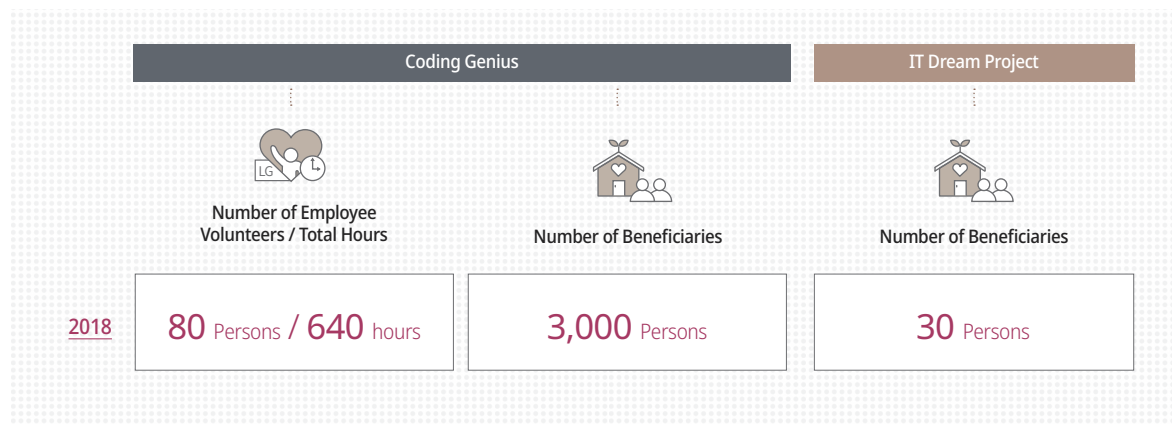 Coding Genius
IT Dream Project
LG
Number of Employee
Volunteers / Total Hours
Number of Beneficiaries
Number of Beneficiaries
2018
80 Persons / 640 hours
3,000 Persons
30 Persons